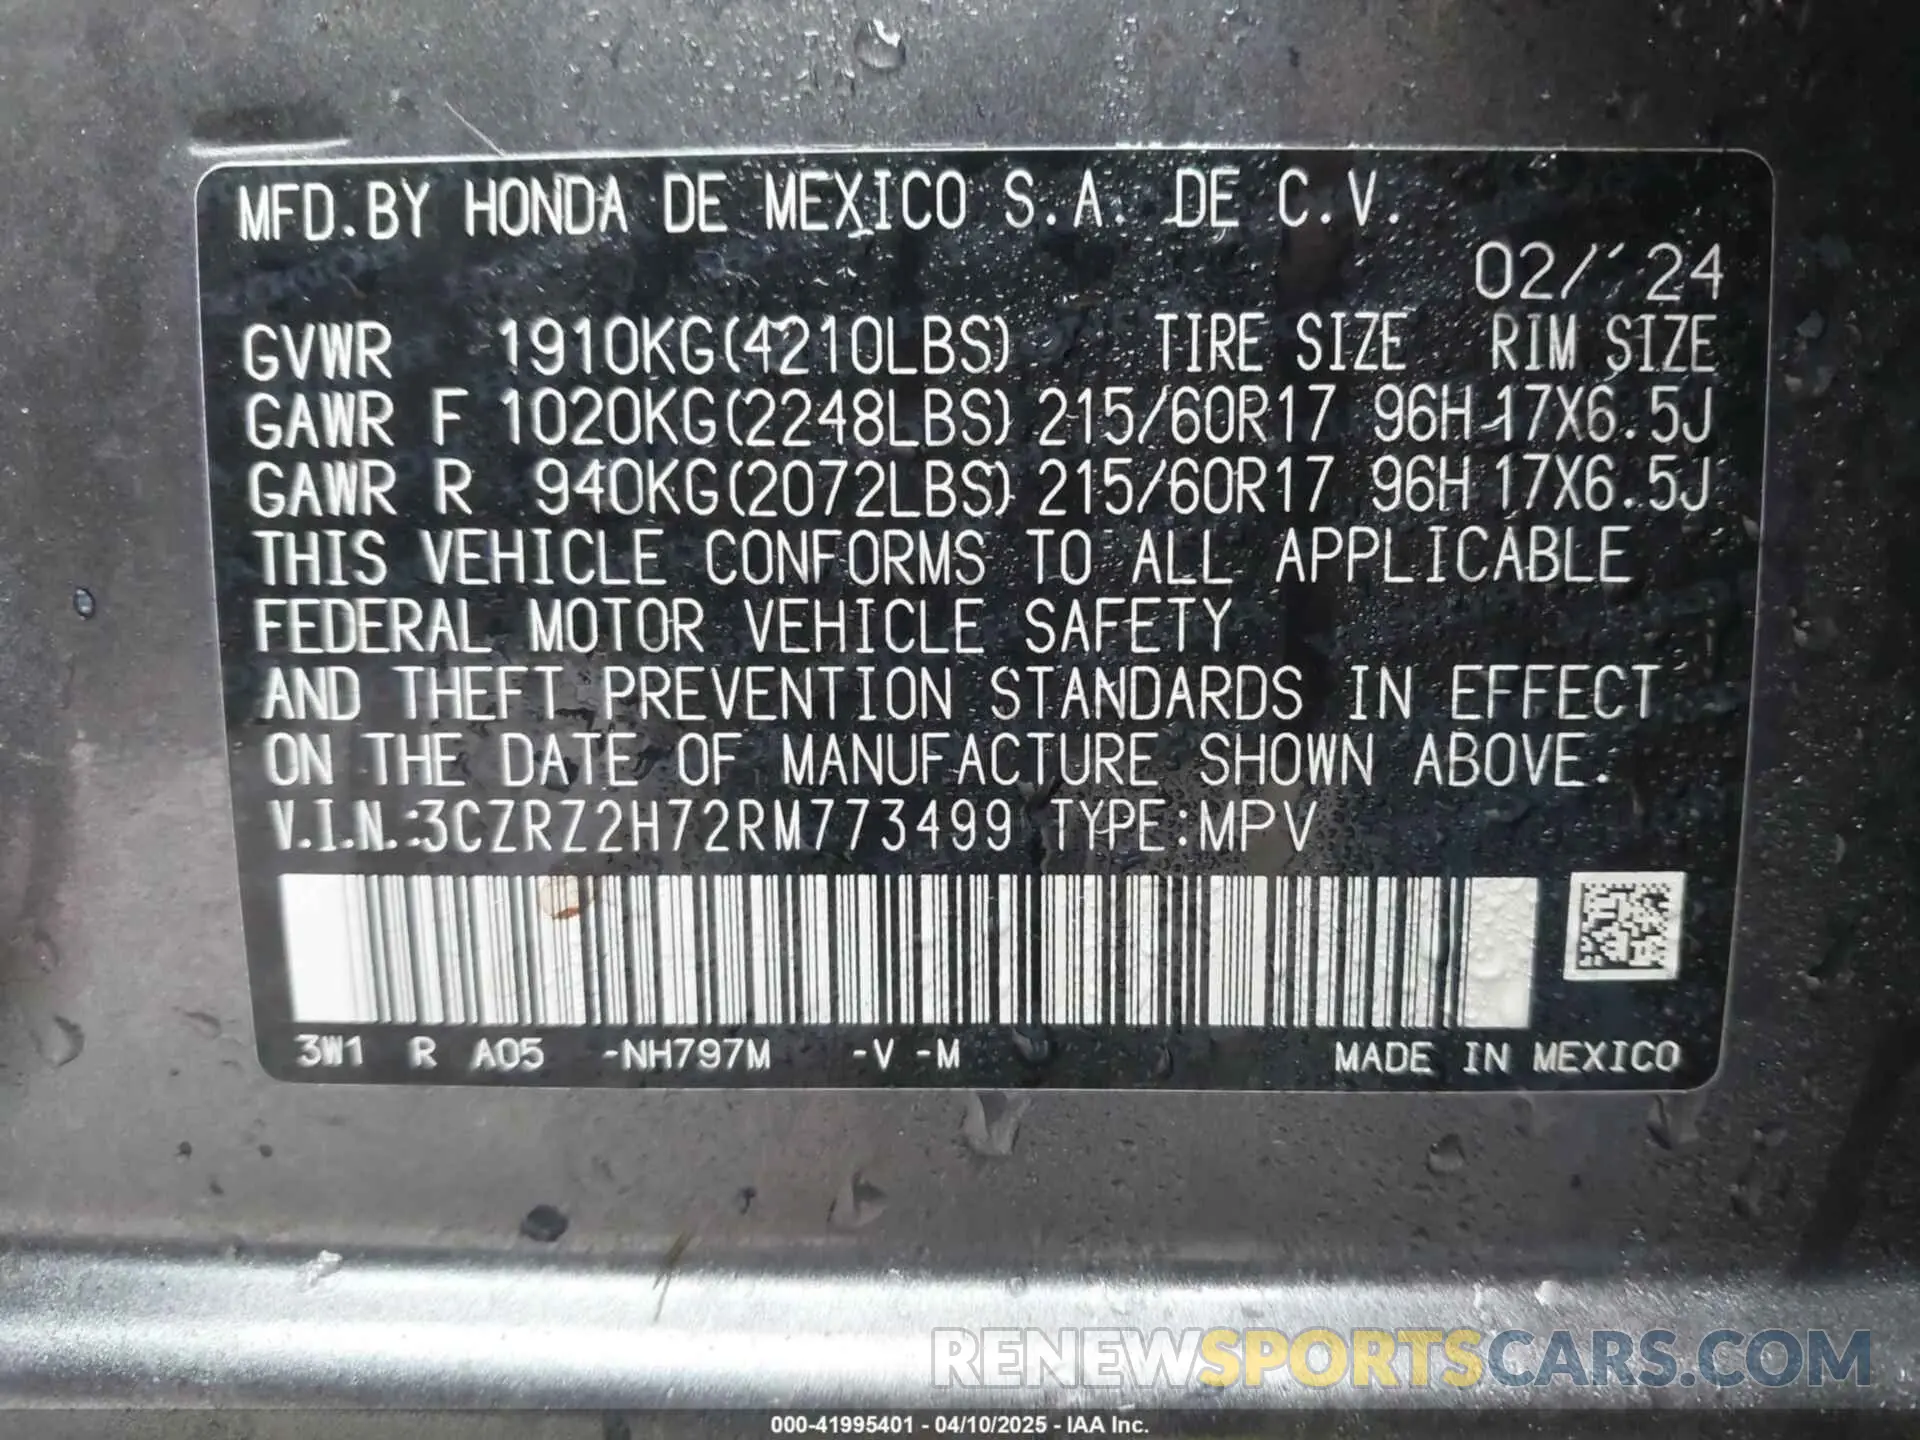 MFD. BY HONDA DE MEXICO S.A. DE C.V.
02/'24
GVWR 1910KG(4210LBS) TIRE SIZE RIM SIZE
GAWR F 1020KG(2248LBS) 215/60R17 96H 17X6.5J
GAWR R 940KG(2072LBS) 215/60R17 96H 17X6.5J
THIS VEHICLE CONFORMS TO ALL APPLICABLE
FEDERAL MOTOR VEHICLE SAFETY
AND THEFT PREVENTION STANDARDS IN EFFECT
ON THE DATE OF MANUFACTURE SHOWN ABOVE.
V.I.N.:3CZRZ2H72RM773499 TYPE:MPV
3W1 R A05 -NH797M -V -M MADE IN MEXICO
RENEWSPORTSCARS.COM
000-41995401 - 04/10/2025 - IAA Inc.